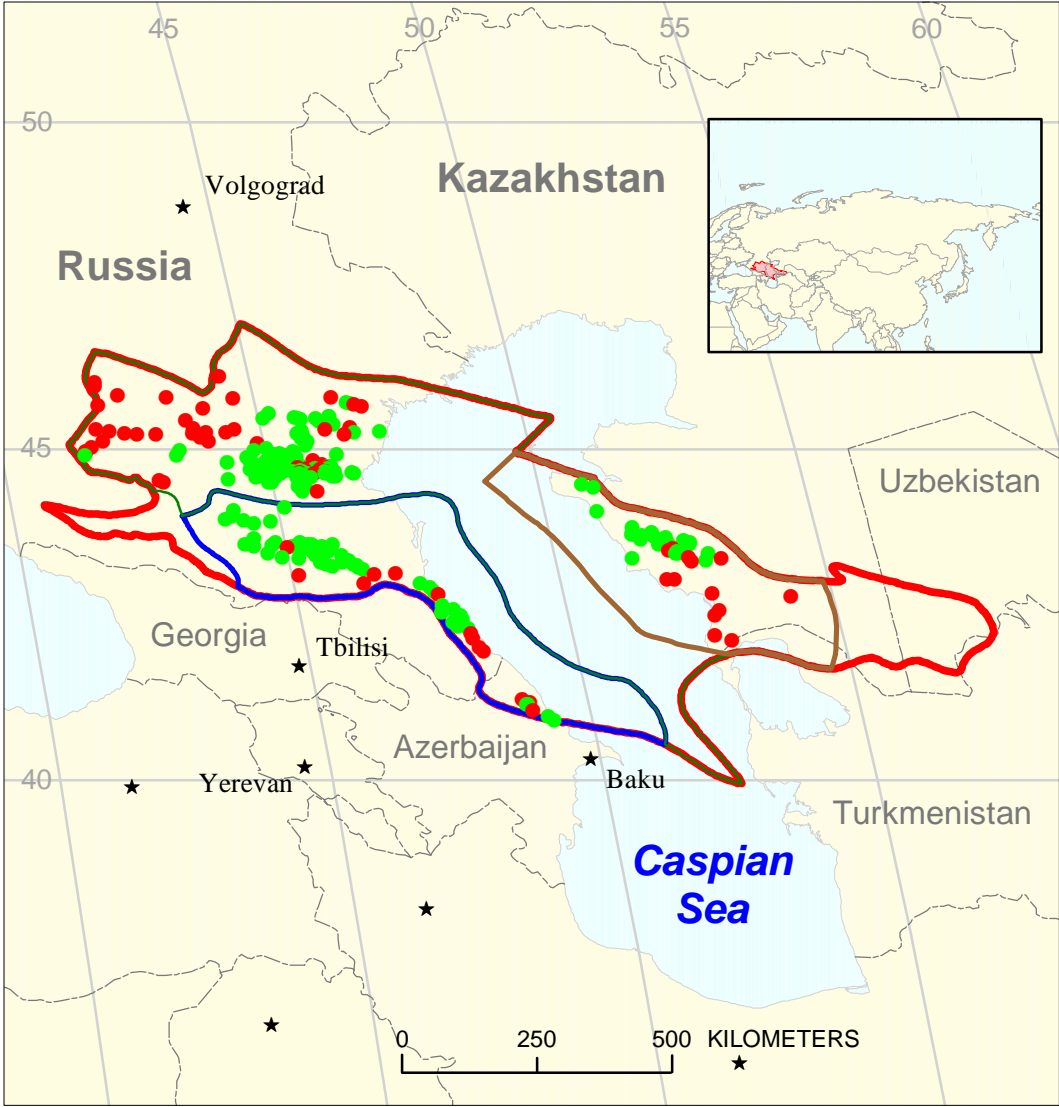 45
50
55
60
50
Volgograd
Kazakhstan
Russia
45
Uzbekistan
Georgia
Tbilisi
Azerbaijan
40
Yerevan
Baku
Turkmenistan
Caspian
Sea
0 250 500 KILOMETERS